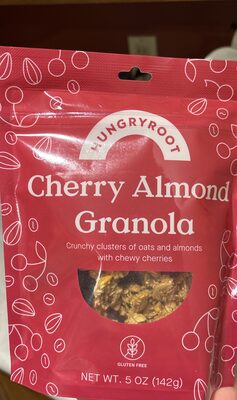 HUNGRYROOT
Cherry Almond
Granola
Crunchy clusters of oats and almonds
with chewy cherries
GLUTEN FREE
NET WT. 5 OZ (142g)